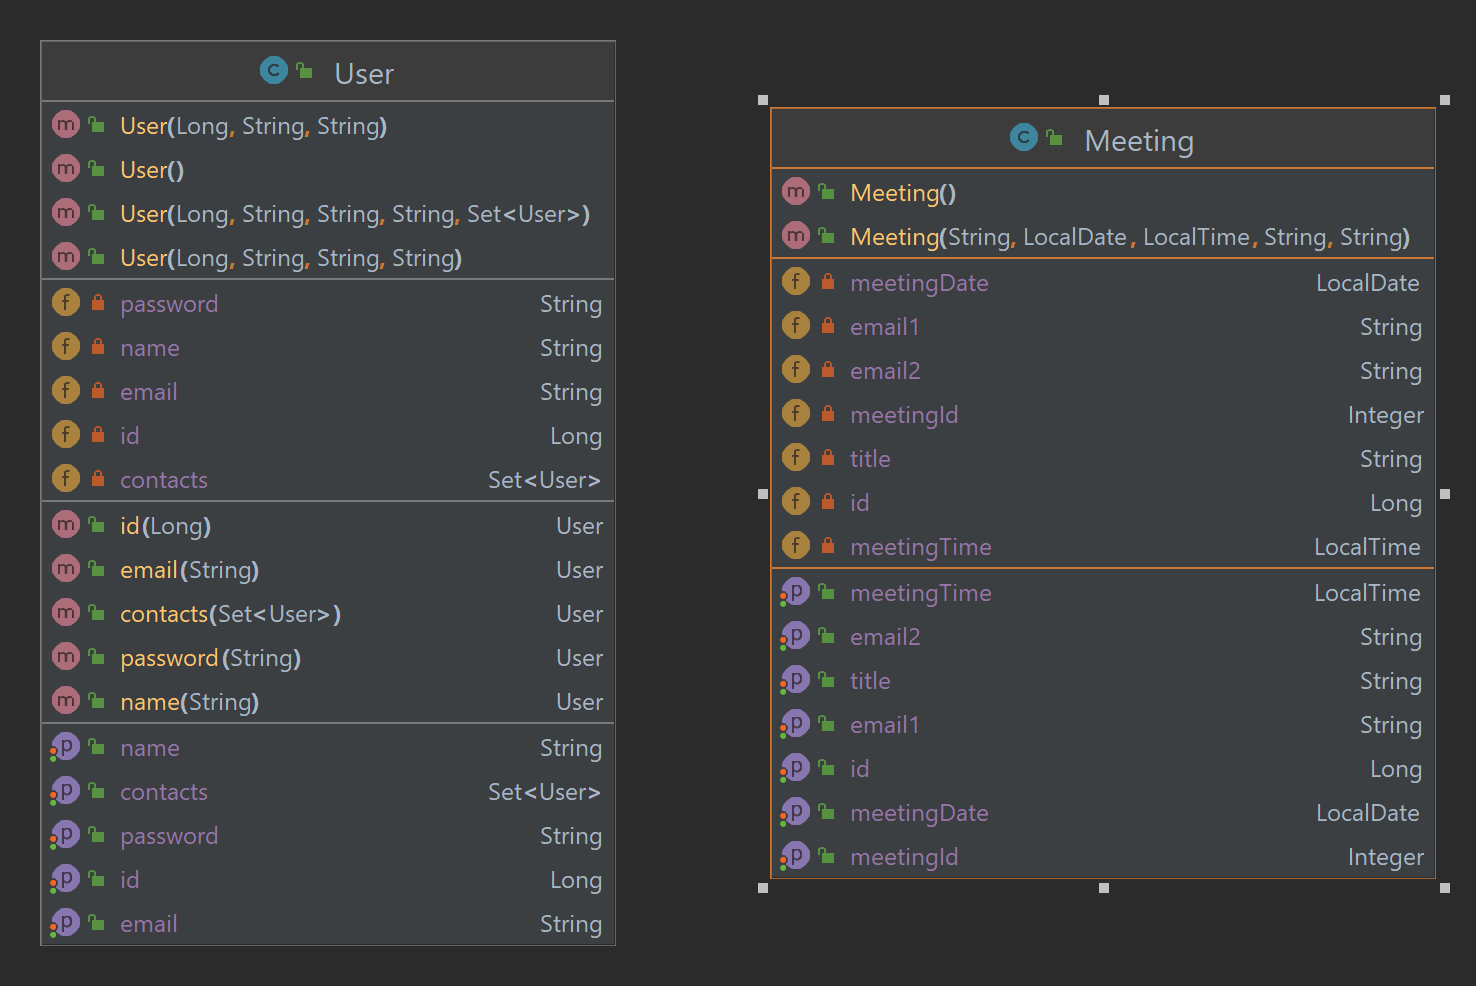 User
User(Long, String, String)
User()
User(Long, String, String, String, Set<User>)
User(Long, String, String, String)
password String
name String
email String
id Long
contacts Set<User>
id(Long) User
email(String) User
contacts(Set<User>) User
password(String) User
name(String) User
name String
contacts Set<User>
password String
id Long
email String
Meeting
Meeting()
Meeting(String, LocalDate, LocalTime, String, String)
meetingDate LocalDate
email1 String
email2 String
meetingId Integer
title String
id Long
meetingTime LocalTime
meetingTime LocalTime
email2 String
title String
email1 String
id Long
meetingDate LocalDate
meetingId Integer